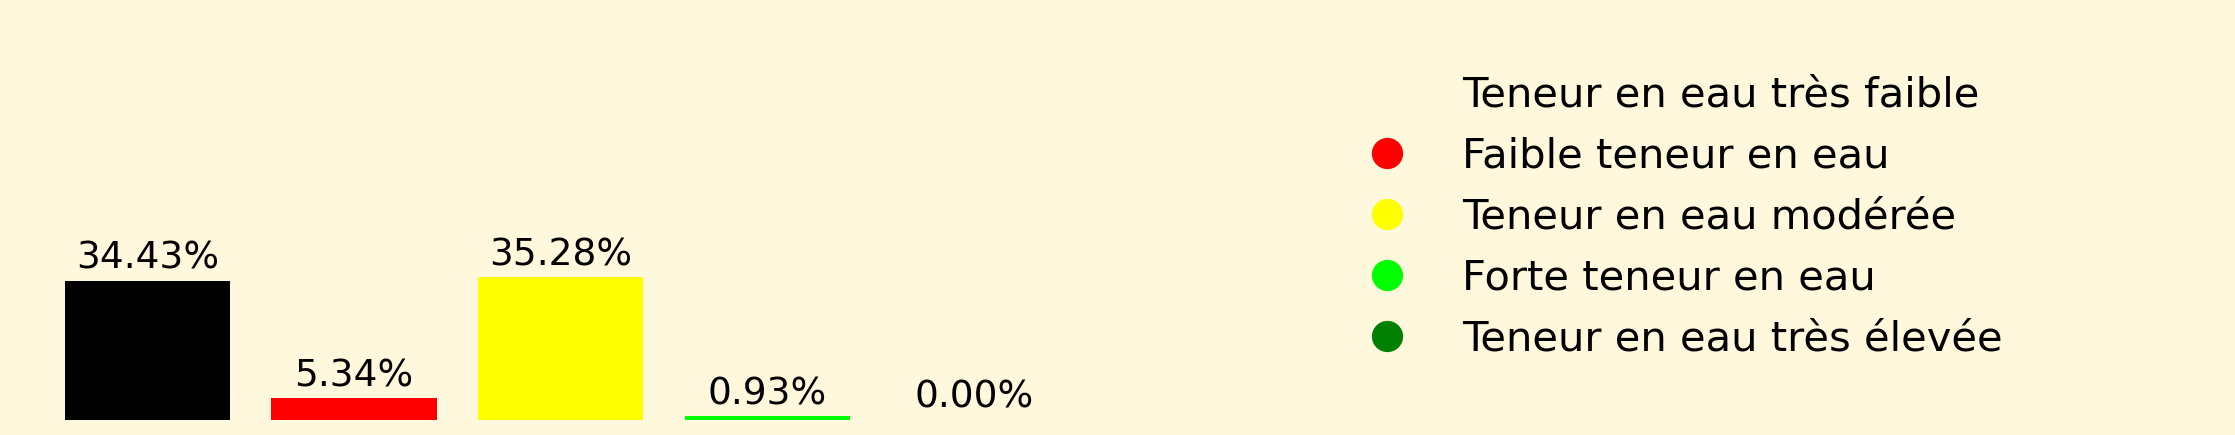 34.43%
5.34%
35.28%
0.93%
0.00%
Teneur en eau très faible
Faible teneur en eau
Teneur en eau modérée
Forte teneur en eau
Teneur en eau très élevée